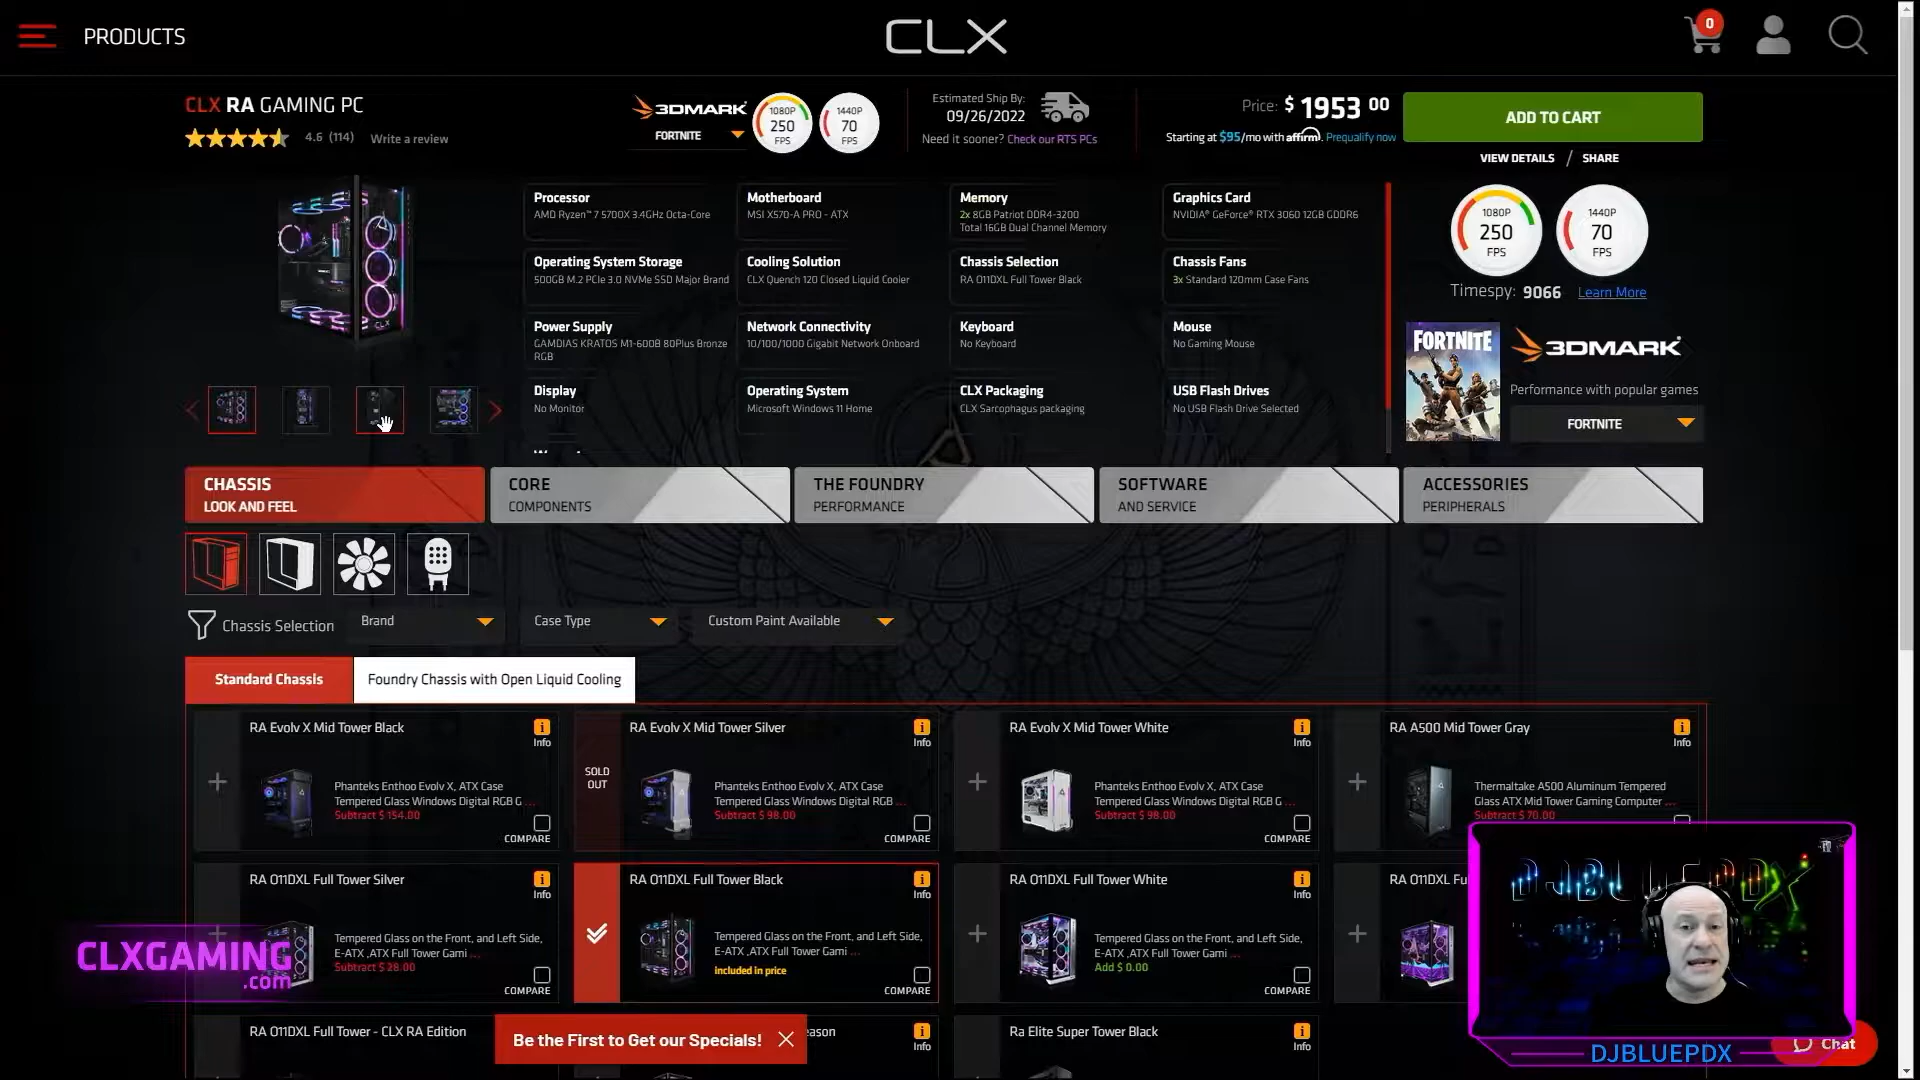 PRODUCTS
CLX
0
CLX RA GAMING PC
4.6 (114) Write a review
3DMARK
FORTNITE
1080P
250
FPS
1440P
70
FPS
Estimated Ship By:
09/26/2022
Need it sooner? Check our RTS PCs
Price: $ 1953 00
Starting at $95/mo with affirm. Prequalify now
ADD TO CART
VIEW DETAILS / SHARE
Processor
AMD Ryzen™ 7 5700X 3.4GHz Octa-Core
Motherboard
MSI X570-A PRO - ATX
Memory
2x 8GB Patriot DDR4-3200
Total 16GB Dual Channel Memory
Graphics Card
NVIDIA® GeForce® RTX 3060 12GB GDDR6
Operating System Storage
500GB M.2 PCIe 3.0 NVMe SSD Major Brand
Cooling Solution
CLX Quench 120 Closed Liquid Cooler
Chassis Selection
RA O11DXL Full Tower Black
Chassis Fans
3x Standard 120mm Case Fans
Power Supply
GAMDIAS KRATOS M1-600B 80Plus Bronze
RGB
Network Connectivity
10/100/1000 Gigabit Network Onboard
Keyboard
No Keyboard
Mouse
No Gaming Mouse
Display
No Monitor
Operating System
Microsoft Windows 11 Home
CLX Packaging
CLX Sarcophagus packaging
USB Flash Drives
No USB Flash Drive Selected
1080P
250
FPS
1440P
70
FPS
Timespy: 9066 Learn More
FORTNITE
3DMARK
Performance with popular games
FORTNITE
CHASSIS
LOOK AND FEEL
CORE
COMPONENTS
THE FOUNDRY
PERFORMANCE
SOFTWARE
AND SERVICE
ACCESSORIES
PERIPHERALS
Chassis Selection
Brand
Case Type
Custom Paint Available
Standard Chassis
Foundry Chassis with Open Liquid Cooling
RA Evolv X Mid Tower Black
Info
Phanteks Enthoo Evolv X, ATX Case
Tempered Glass Windows Digital RGB G ...
Subtract $ 154.00
COMPARE
SOLD
OUT
RA Evolv X Mid Tower Silver
Info
Phanteks Enthoo Evolv X, ATX Case
Tempered Glass Windows Digital RGB ...
Subtract $ 98.00
COMPARE
RA Evolv X Mid Tower White
Info
Phanteks Enthoo Evolv X, ATX Case
Tempered Glass Windows Digital RGB G ...
Subtract $ 98.00
COMPARE
RA A500 Mid Tower Gray
Info
Thermaltake A500 Aluminum Tempered
Glass ATX Mid Tower Gaming Computer ...
Subtract $ 70.00
RA O11DXL Full Tower Silver
Info
Tempered Glass on the Front, and Left Side,
E-ATX ,ATX Full Tower Gami ...
Subtract $ 28.00
COMPARE
RA O11DXL Full Tower Black
Info
Tempered Glass on the Front, and Left Side,
E-ATX ,ATX Full Tower Gami ...
included in price
COMPARE
RA O11DXL Full Tower White
Info
Tempered Glass on the Front, and Left Side,
E-ATX ,ATX Full Tower Gami ...
Add $ 0.00
COMPARE
RA O11DXL Fu
CLXGAMING
.com
DJBLUEPDX
RA O11DXL Full Tower - CLX RA Edition
Be the First to Get our Specials!
ason
Info
Ra Elite Super Tower Black
Info
DJBLUEPDX
Chat